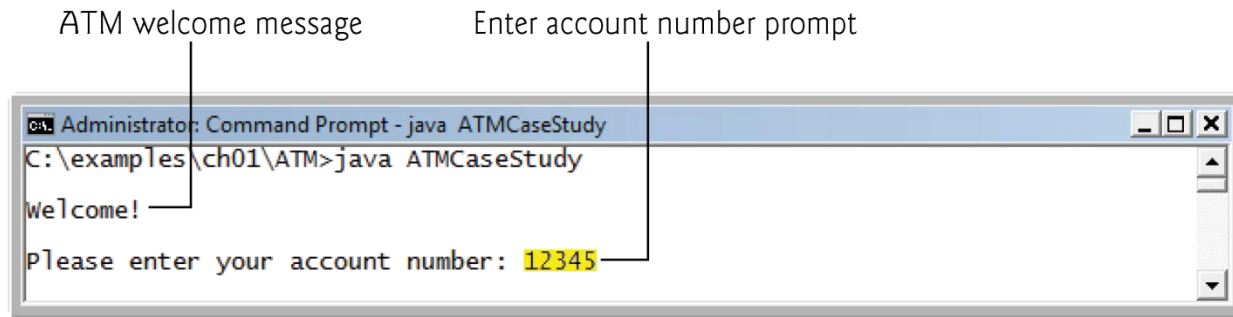 ATM welcome message Enter account number prompt
Administrator: Command Prompt - java ATMCaseStudy
C:\examples\ch01\ATM>java ATMCaseStudy
Welcome!
Please enter your account number: 12345